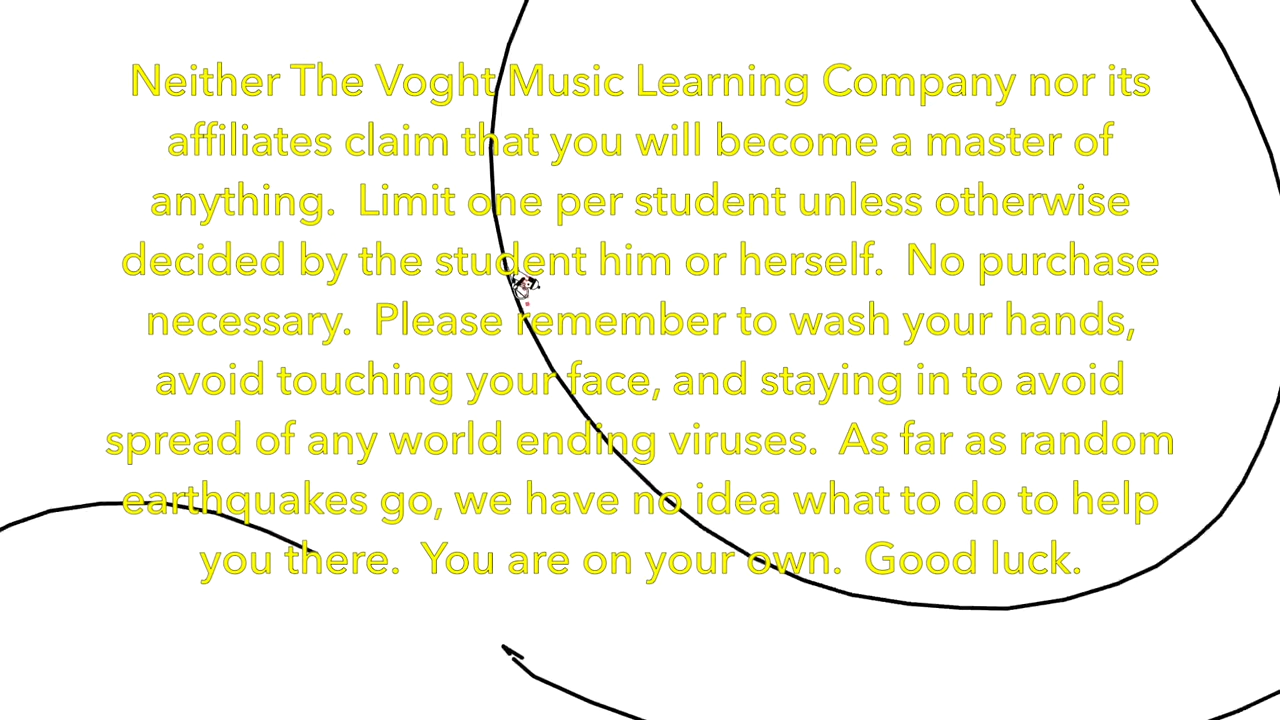 Neither The Voght Music Learning Company nor its
affiliates claim that you will become a master of
anything.  Limit one per student unless otherwise
decided by the student him or herself.  No purchase
necessary.  Please remember to wash your hands,
avoid touching your face, and staying in to avoid
spread of any world ending viruses.  As far as random
earthquakes go, we have no idea what to do to help
you there.  You are on your own.  Good luck.